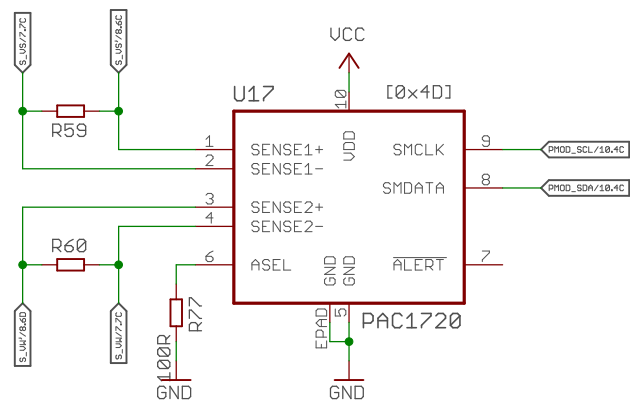 VCC
S_VS/7.7C
S_VS'/8.6C
U17
[0x4D]
10
R59
VDD
1
SENSE1+
SMCLK
9
PMOD_SCL/10.4C
2
SENSE1-
SMDATA
8
PMOD_SDA/10.4C
3
SENSE2+
4
SENSE2-
R60
6
ASEL
GND
GND
ALERT
7
S_VW'/8.6D
S_VW/7.7C
R77
100R
EPAD
5
PAC1720
GND
GND